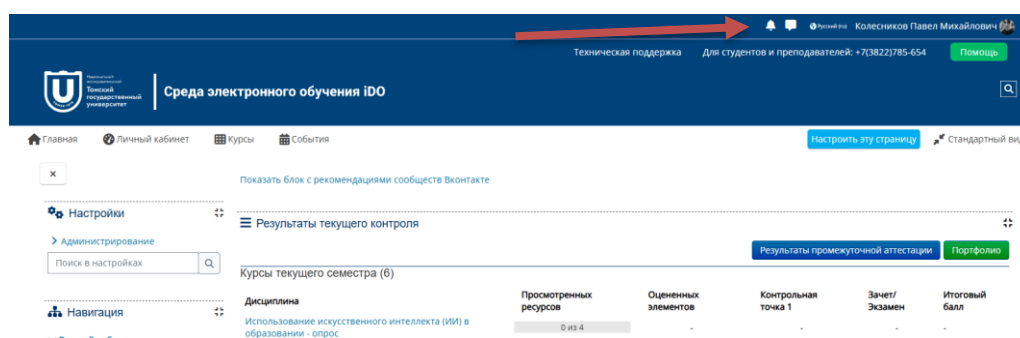 Русский (ru) Колесников Павел Михайлович
Техническая поддержка Для студентов и преподавателей: +7(3822)785-654 Помощь
Национальный
исследовательский
Томский
государственный
университет
Среда электронного обучения iDO
Главная Личный кабинет Курсы События Настроить эту страницу Стандартный ви
×
Показать блок с рекомендациями сообществ Вконтакте
Настройки
Результаты текущего контроля
Администрирование
Результаты промежуточной аттестации Портфолио
Поиск в настройках
Курсы текущего семестра (6)
Дисциплина Просмотренных ресурсов Оцененных элементов Контрольная точка 1 Зачет/ Экзамен Итоговый балл
Навигация
Использование искусственного интеллекта (ИИ) в
образовании - опрос
0 из 4 - - - -